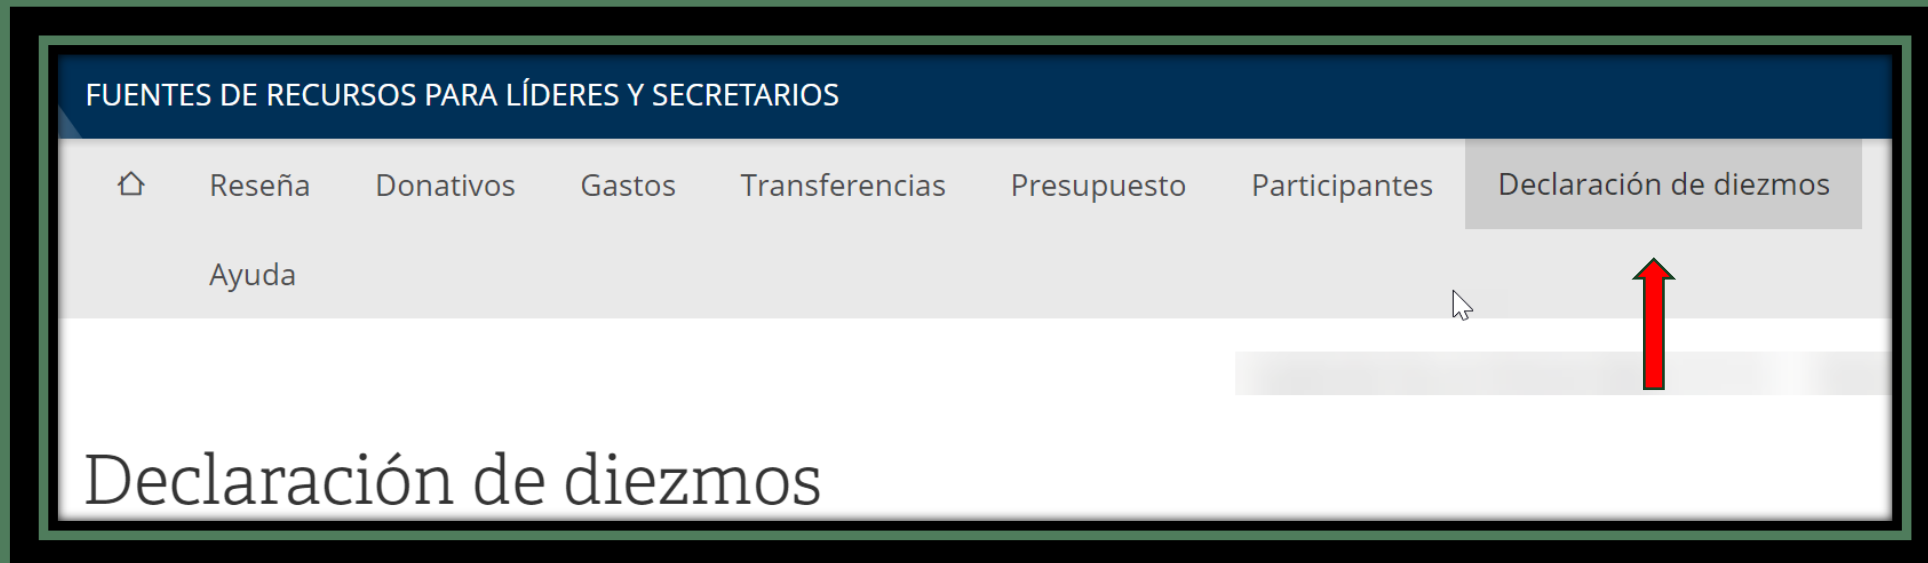 FUENTES DE RECURSOS PARA LÍDERES Y SECRETARIOS
Reseña Donativos Gastos Transferencias Presupuesto Participantes Declaración de diezmos
Ayuda
Declaración de diezmos